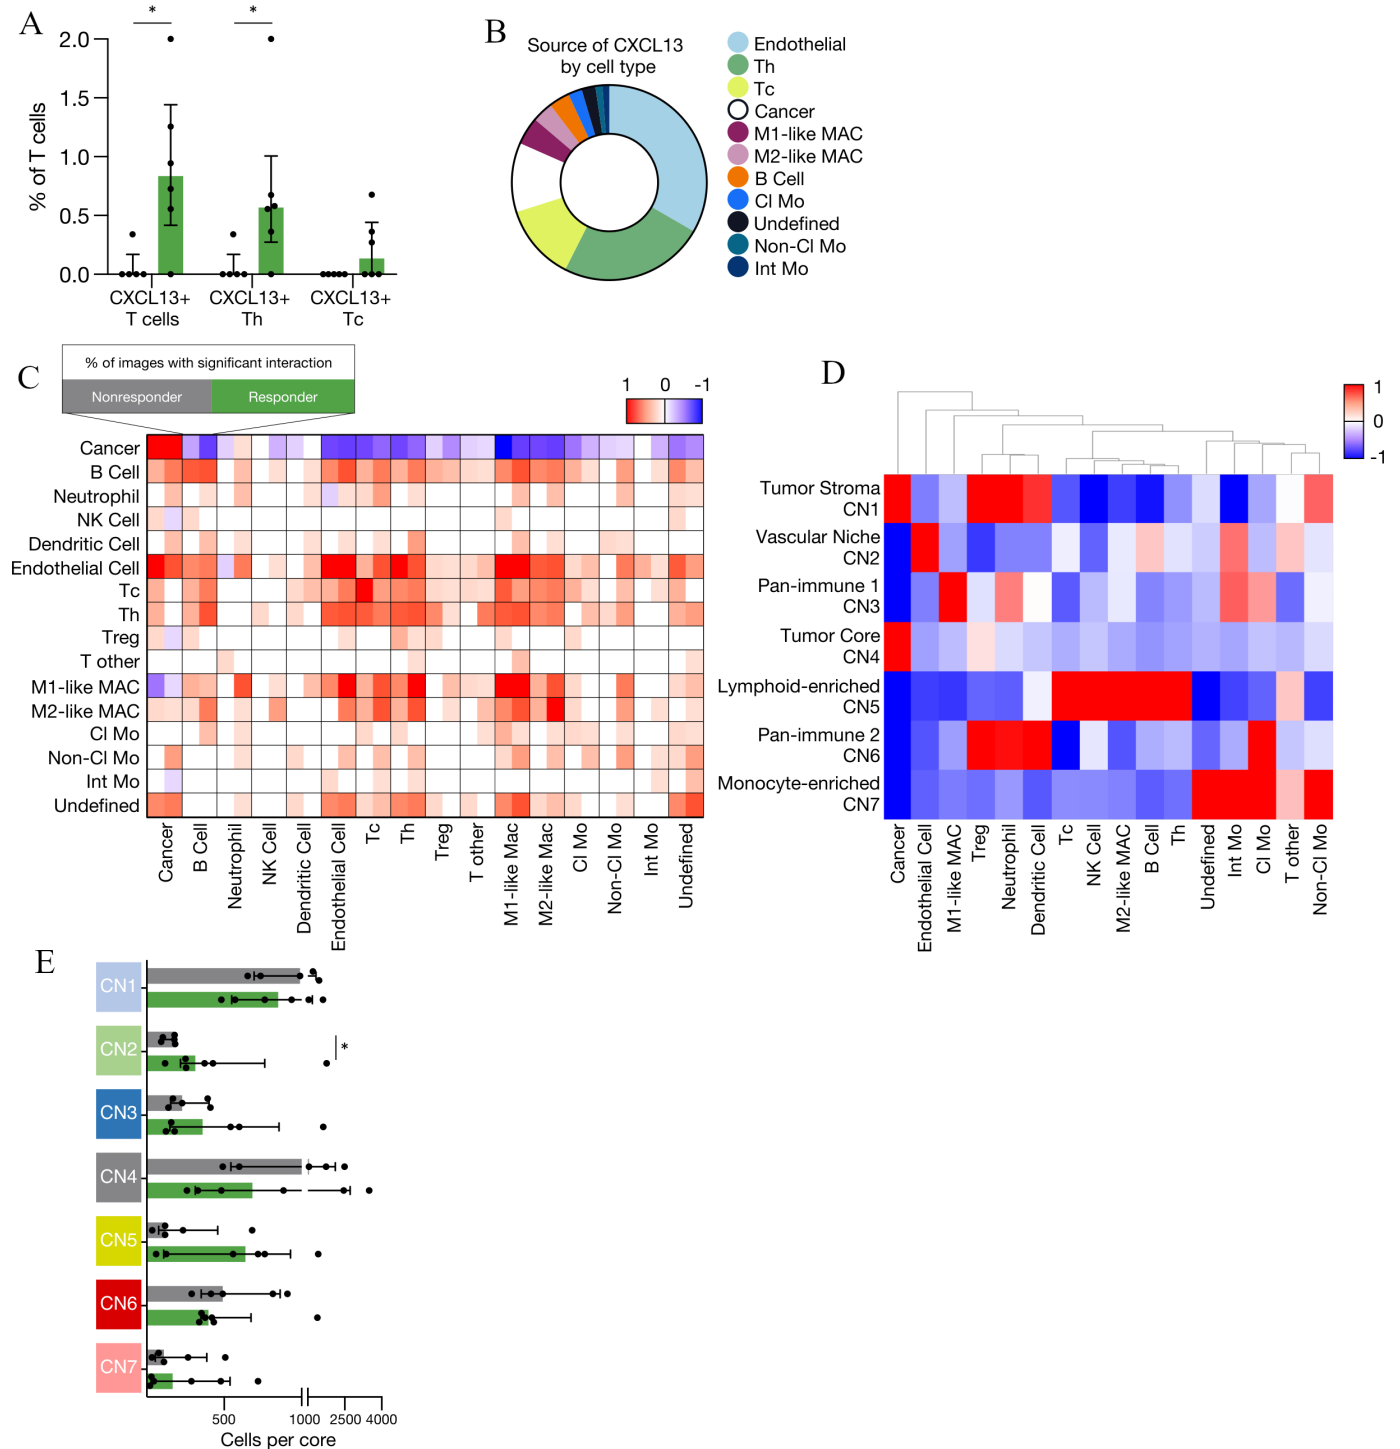 A
*
*
% of T cells
2.0
1.5
1.0
0.5
0.0
CXCL13+
T cells
CXCL13+
Th
CXCL13+
Tc
B
Source of CXCL13
by cell type
Endothelial
Th
Tc
Cancer
M1-like MAC
M2-like MAC
B Cell
Cl Mo
Undefined
Non-Cl Mo
Int Mo
C
% of images with significant interaction
Nonresponder
Responder
1 0 -1
Cancer
B Cell
Neutrophil
NK Cell
Dendritic Cell
Endothelial Cell
Tc
Th
Treg
T other
M1-like MAC
M2-like MAC
Cl Mo
Non-Cl Mo
Int Mo
Undefined
Cancer
B Cell
Neutrophil
NK Cell
Dendritic Cell
Endothelial Cell
Tc
Th
Treg
T other
M1-like Mac
M2-like Mac
Cl Mo
Non-Cl Mo
Int Mo
Undefined
D
1
0
-1
Tumor Stroma
CN1
Vascular Niche
CN2
Pan-immune 1
CN3
Tumor Core
CN4
Lymphoid-enriched
CN5
Pan-immune 2
CN6
Monocyte-enriched
CN7
Cancer
Endothelial Cell
M1-like MAC
Treg
Neutrophil
Dendritic Cell
Tc
NK Cell
M2-like MAC
B Cell
Th
Undefined
Int Mo
Cl Mo
T other
Non-Cl Mo
E
CN1
CN2
*
CN3
CN4
CN5
CN6
CN7
500 1000 2500 4000
Cells per core